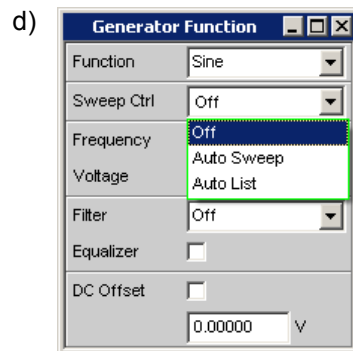 d)
Generator Function
Function Sine
Sweep Ctrl Off
Frequency Off
Auto Sweep
Voltage
Auto List
Filter Off
Equalizer
DC Offset
0.00000 V